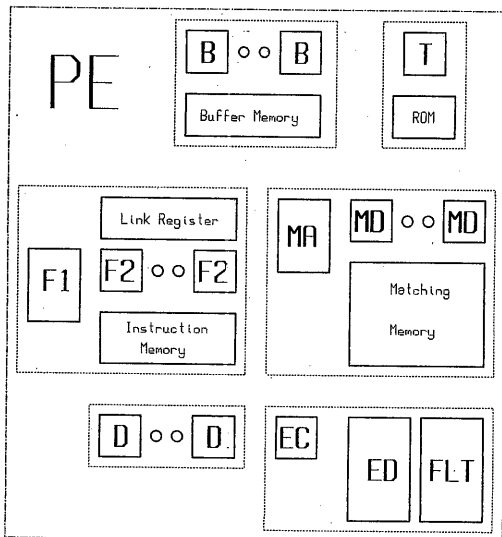 PE
B o o B
Buffer Memory
T
ROM
Link Register
F1
F2 o o F2
Instruction
Memory
MA
MD o o MD
Matching
Memory
D o o D
EC
ED
FLT